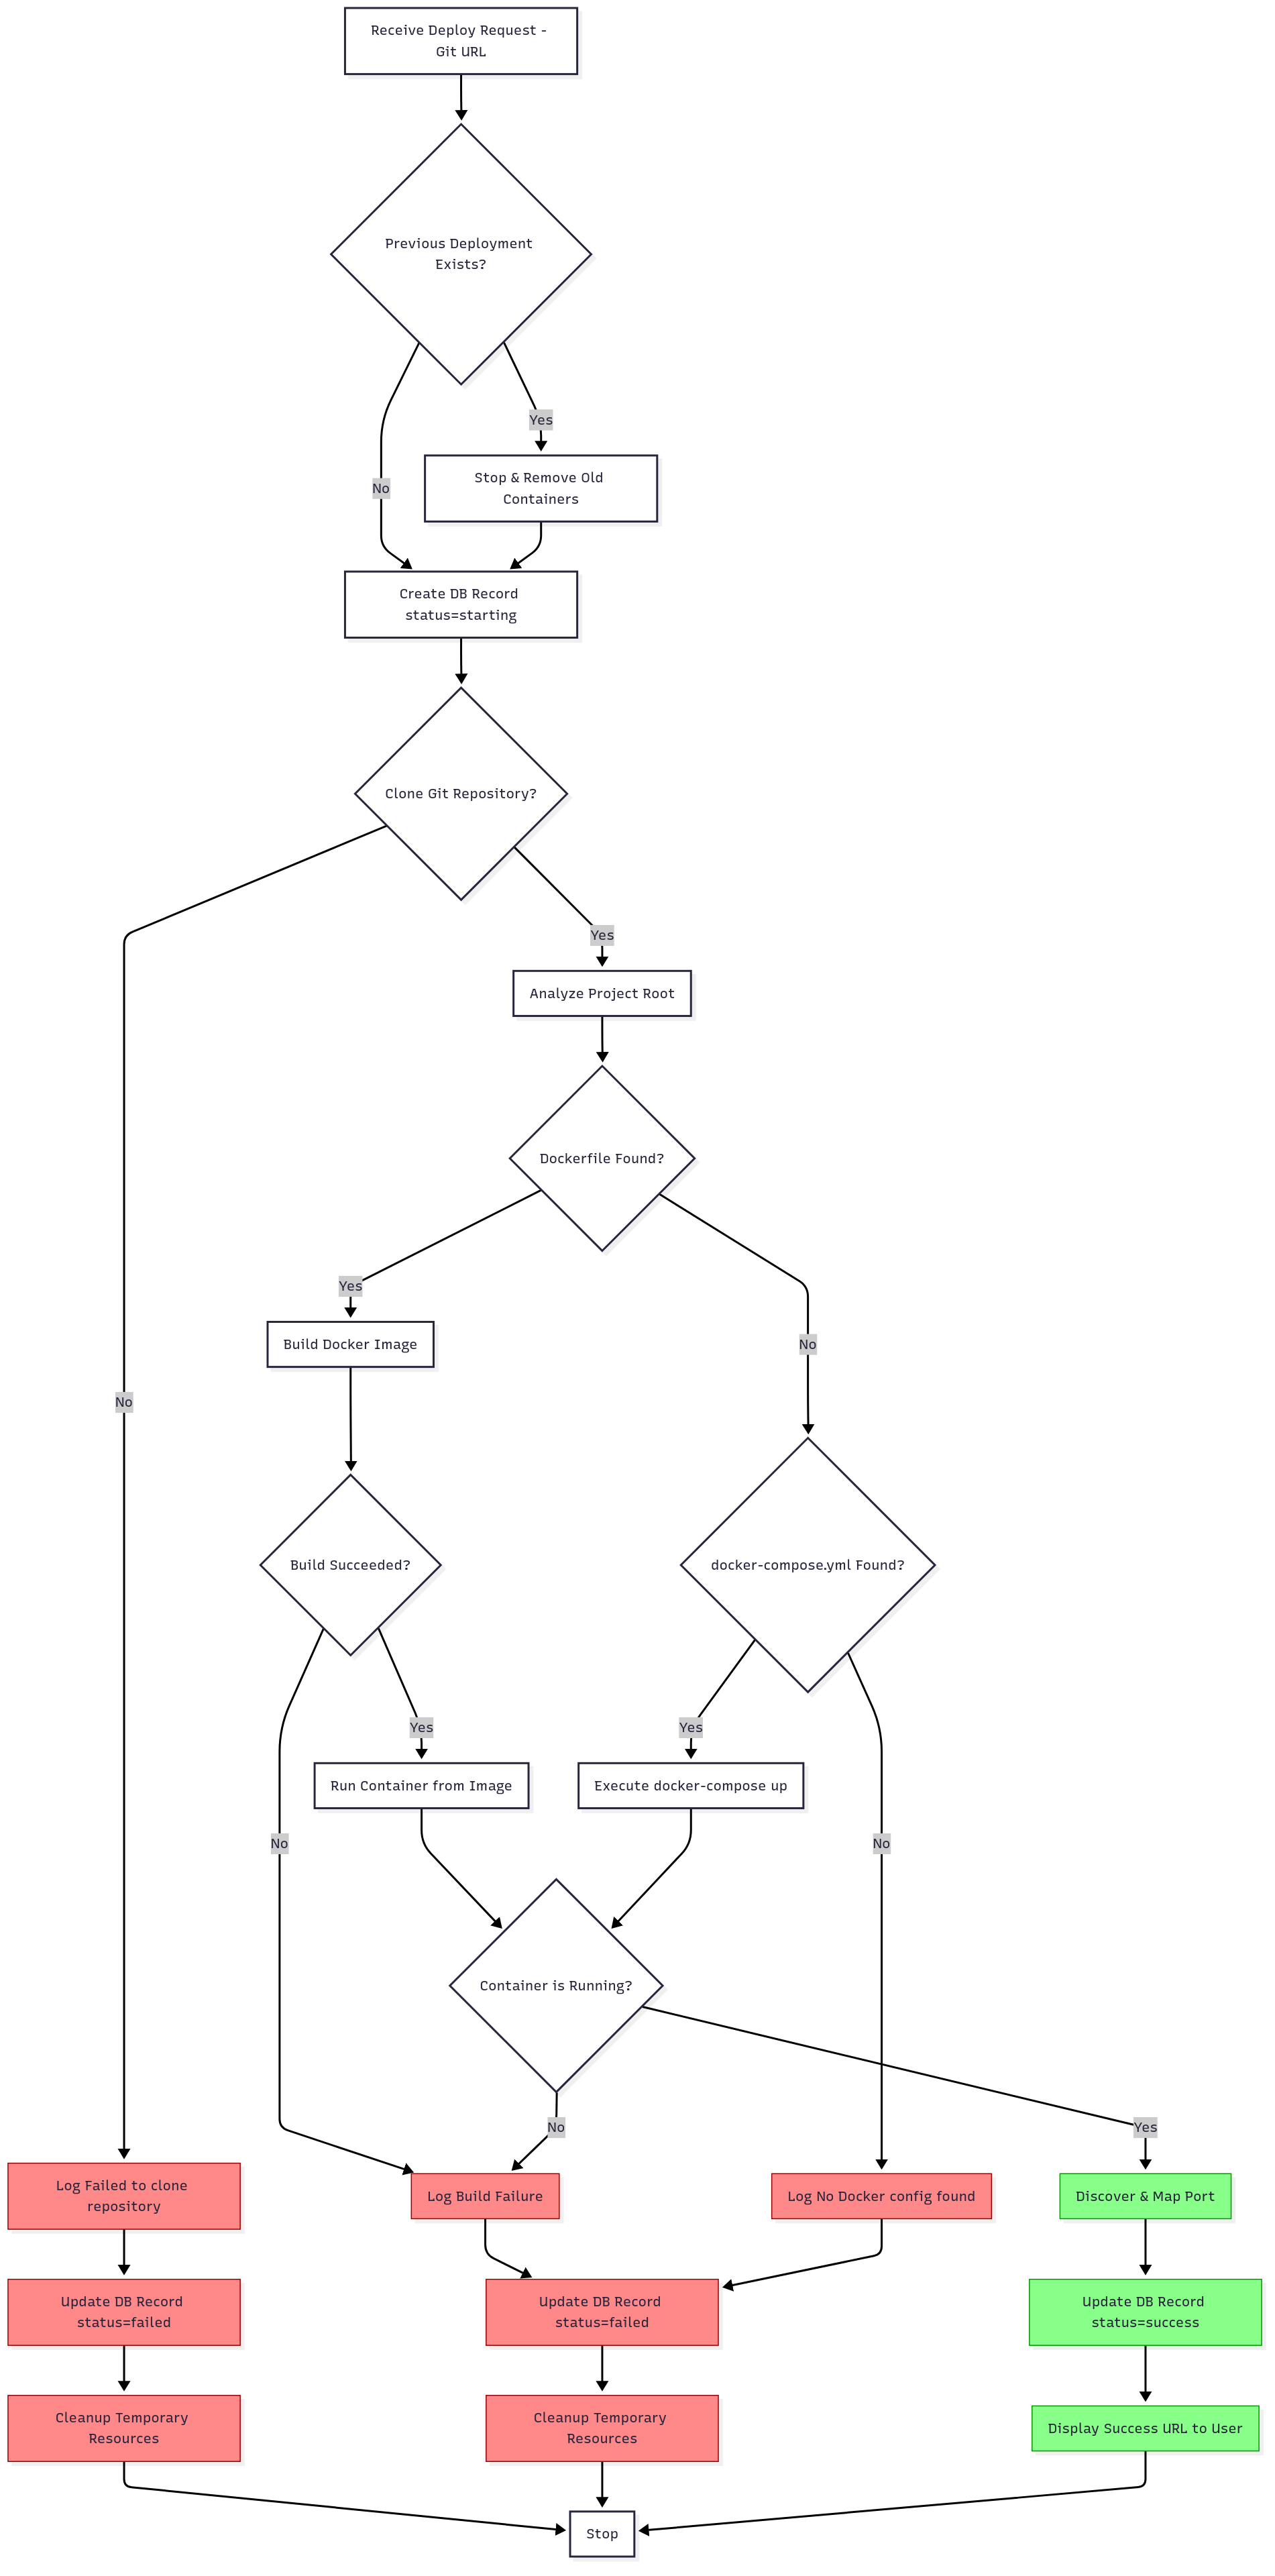 Receive Deploy Request -
Git URL
Previous Deployment
Exists?
Yes
Stop & Remove Old
Containers
No
Create DB Record
status=starting
Clone Git Repository?
Yes
Analyze Project Root
Dockerfile Found?
Yes
Build Docker Image
No
No
Build Succeeded?
docker-compose.yml Found?
Yes
Yes
Run Container from Image
Execute docker-compose up
No
No
Container is Running?
No
Yes
Log Failed to clone
repository
Log Build Failure
Log No Docker config found
Discover & Map Port
Update DB Record
status=failed
Update DB Record
status=failed
Update DB Record
status=success
Cleanup Temporary
Resources
Cleanup Temporary
Resources
Display Success URL to User
Stop